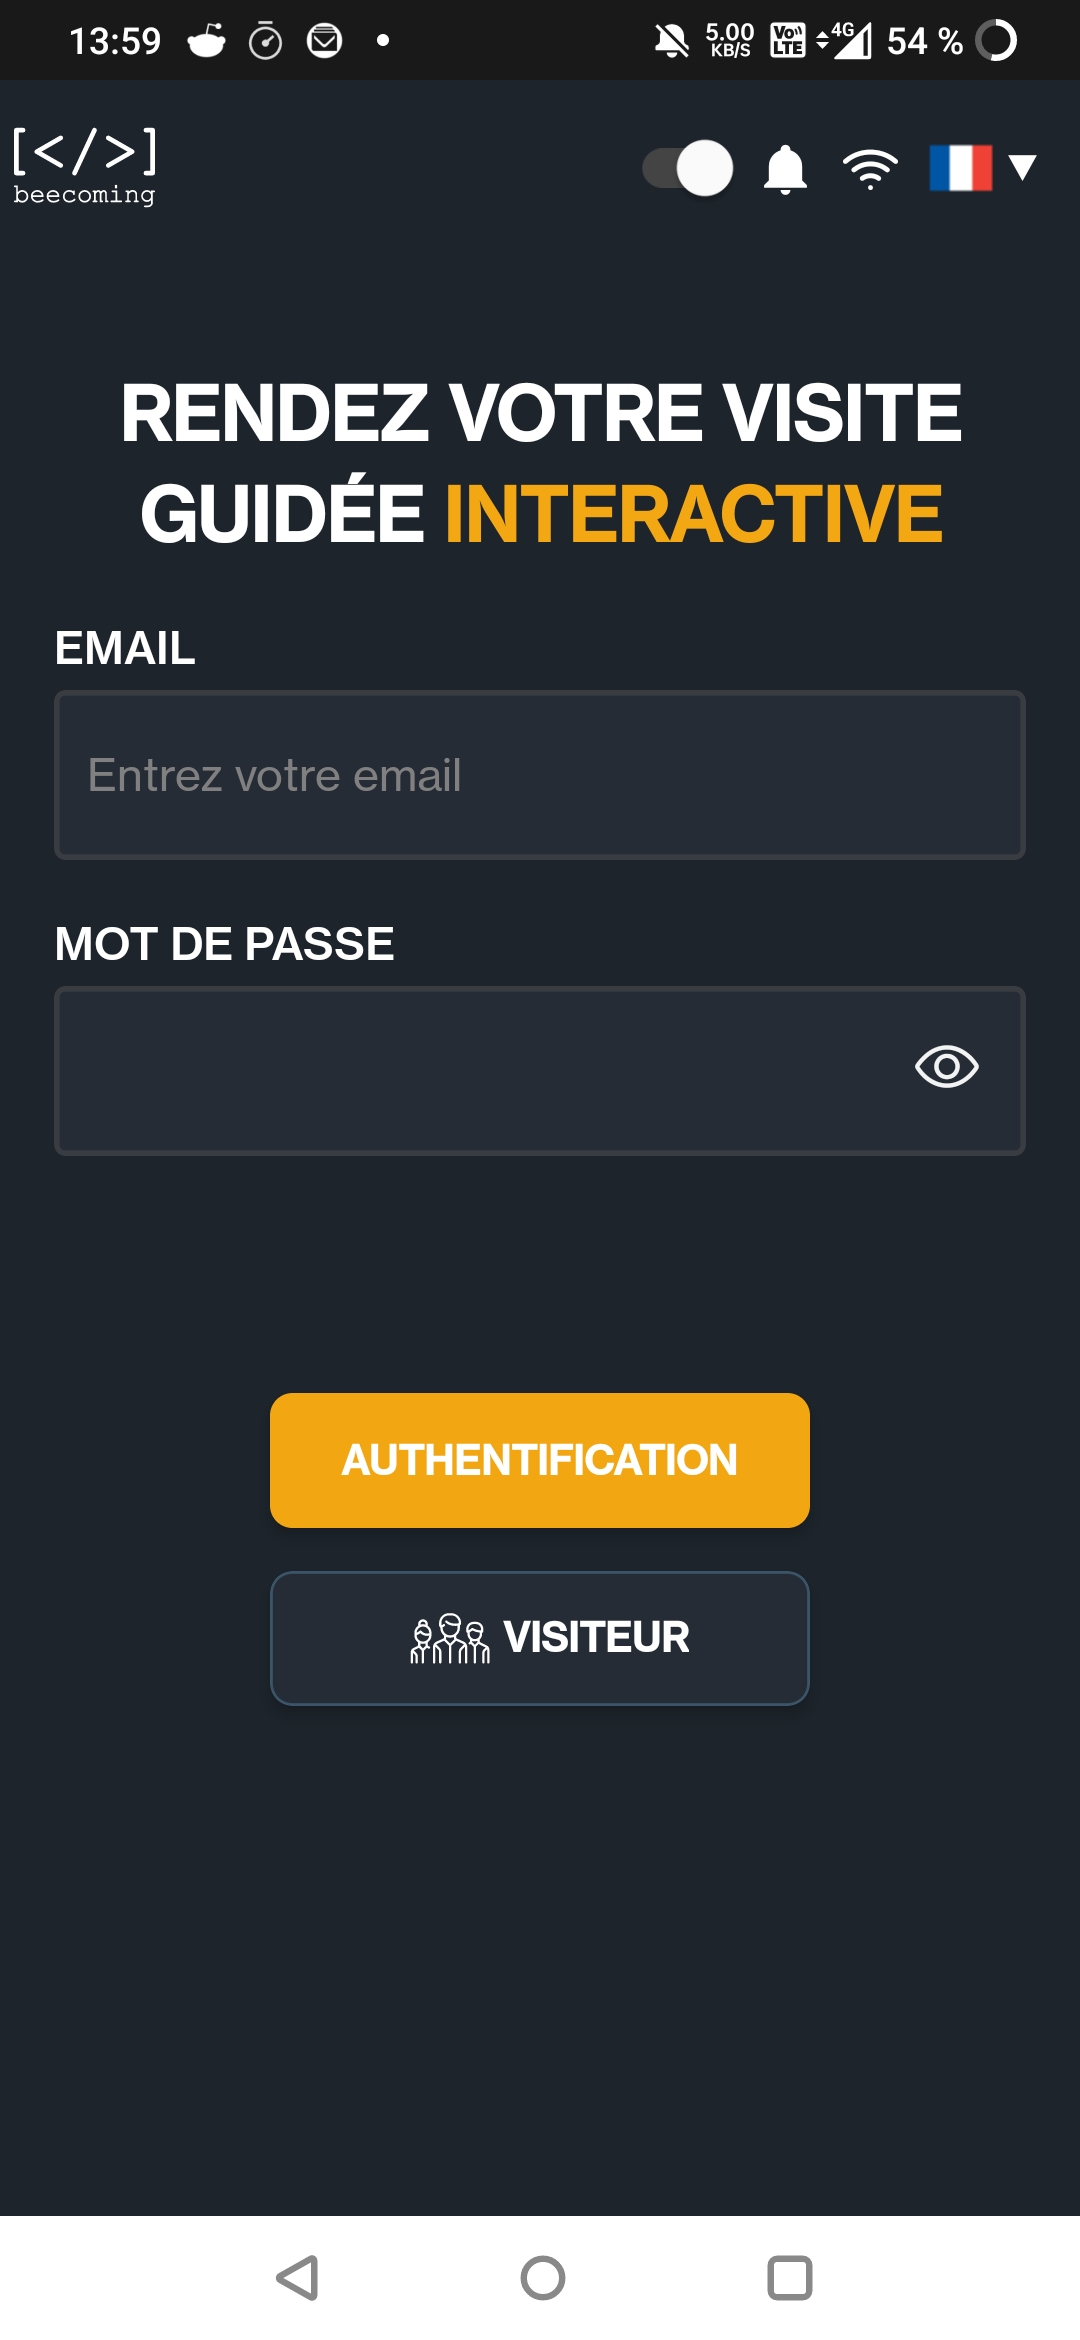 13:59
5.00 KB/S
Vo)) LTE
4G
54 %
[</>]
beecoming
RENDEZ VOTRE VISITE
GUIDÉE INTERACTIVE
EMAIL
Entrez votre email
MOT DE PASSE
AUTHENTIFICATION
VISITEUR